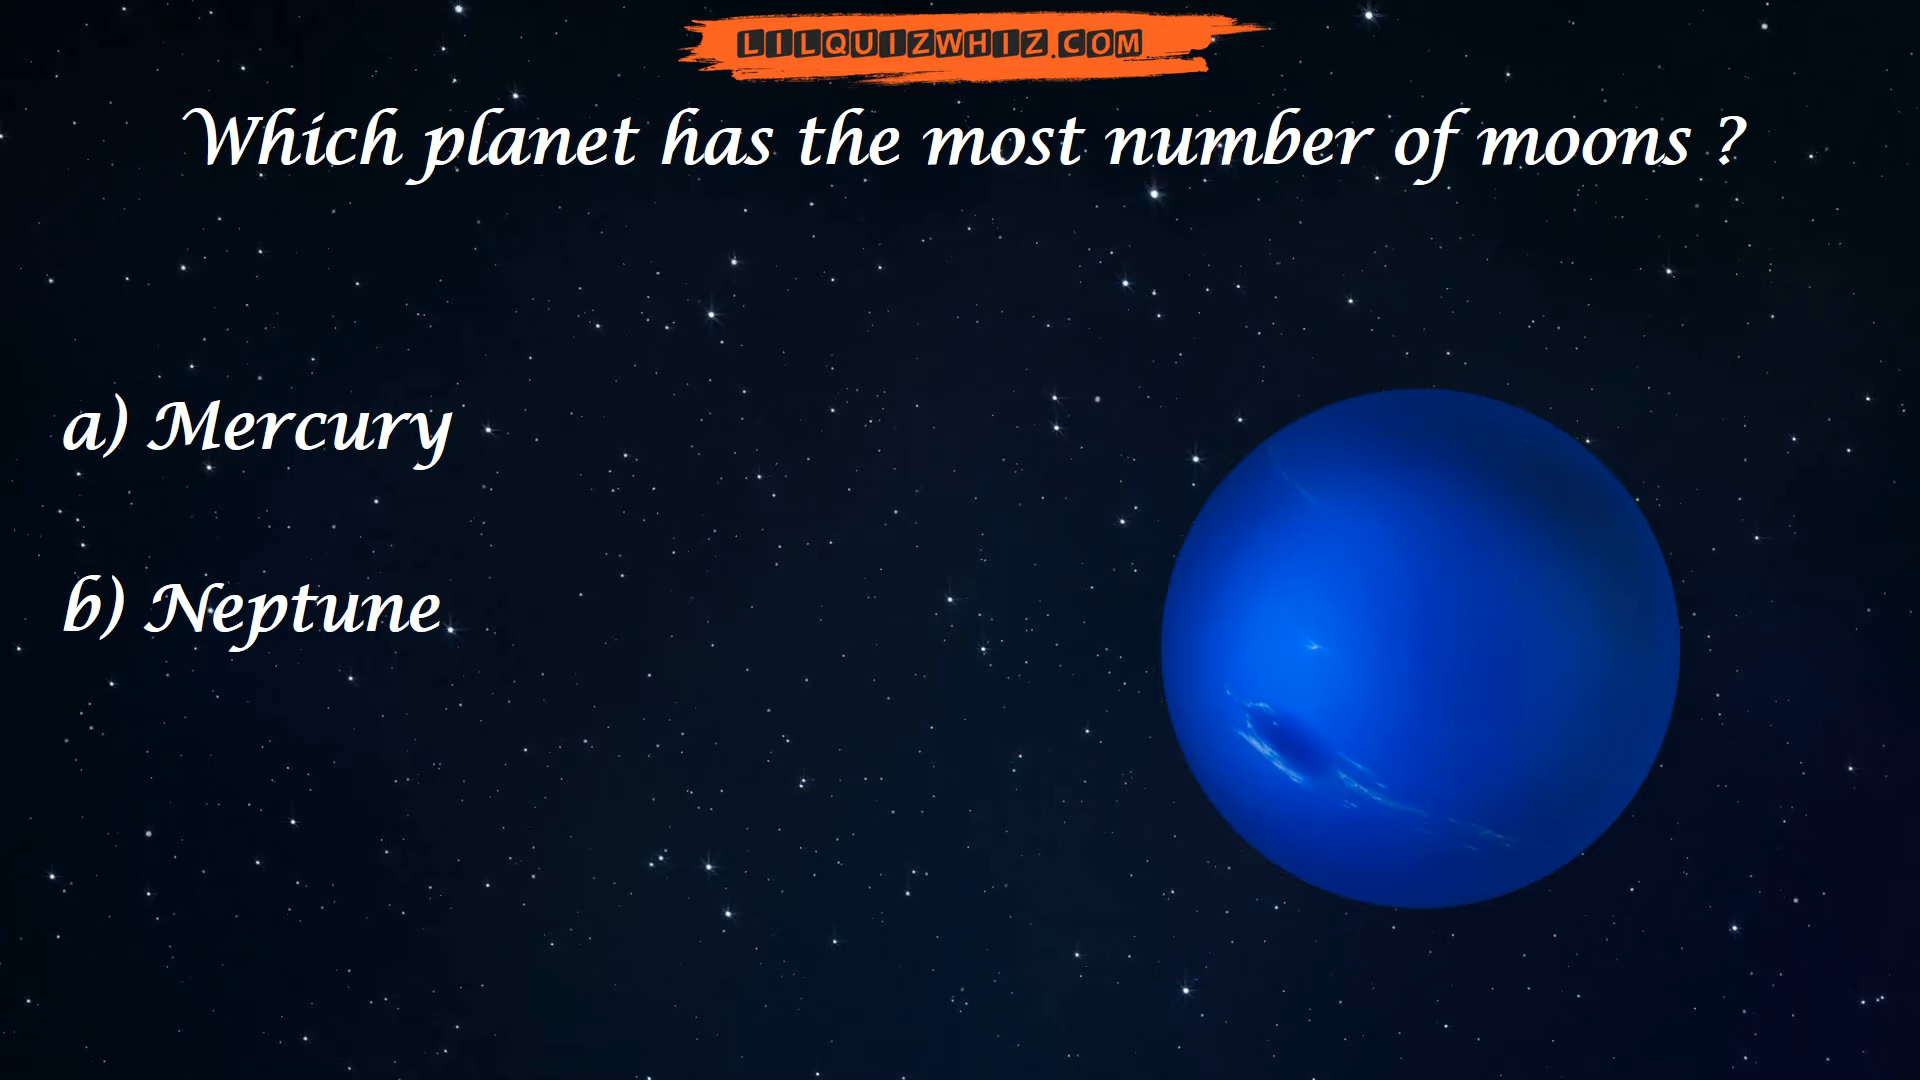 LILQUIZWHIZ.COM
Which planet has the most number of moons ?
a) Mercury
b) Neptune